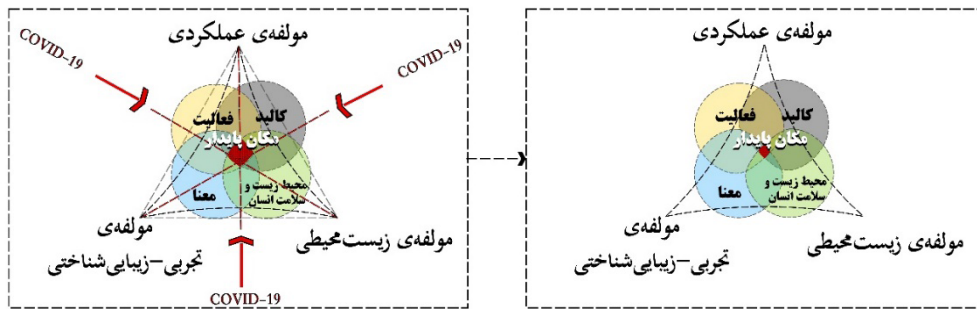 مولفه‌ی عملکردی
COVID-19
COVID-19
فعالیت
کالبد
مکان پایدار
معنا
محیط زیست و
سلامت انسان
مولفه‌ی
تجربی-زیبایی‌شناختی
مولفه‌ی زیست‌محیطی
COVID-19
مولفه‌ی عملکردی
فعالیت
کالبد
مکان پایدار
معنا
محیط زیست و
سلامت انسان
مولفه‌ی
تجربی-زیبایی‌شناختی
مولفه‌ی زیست‌محیطی